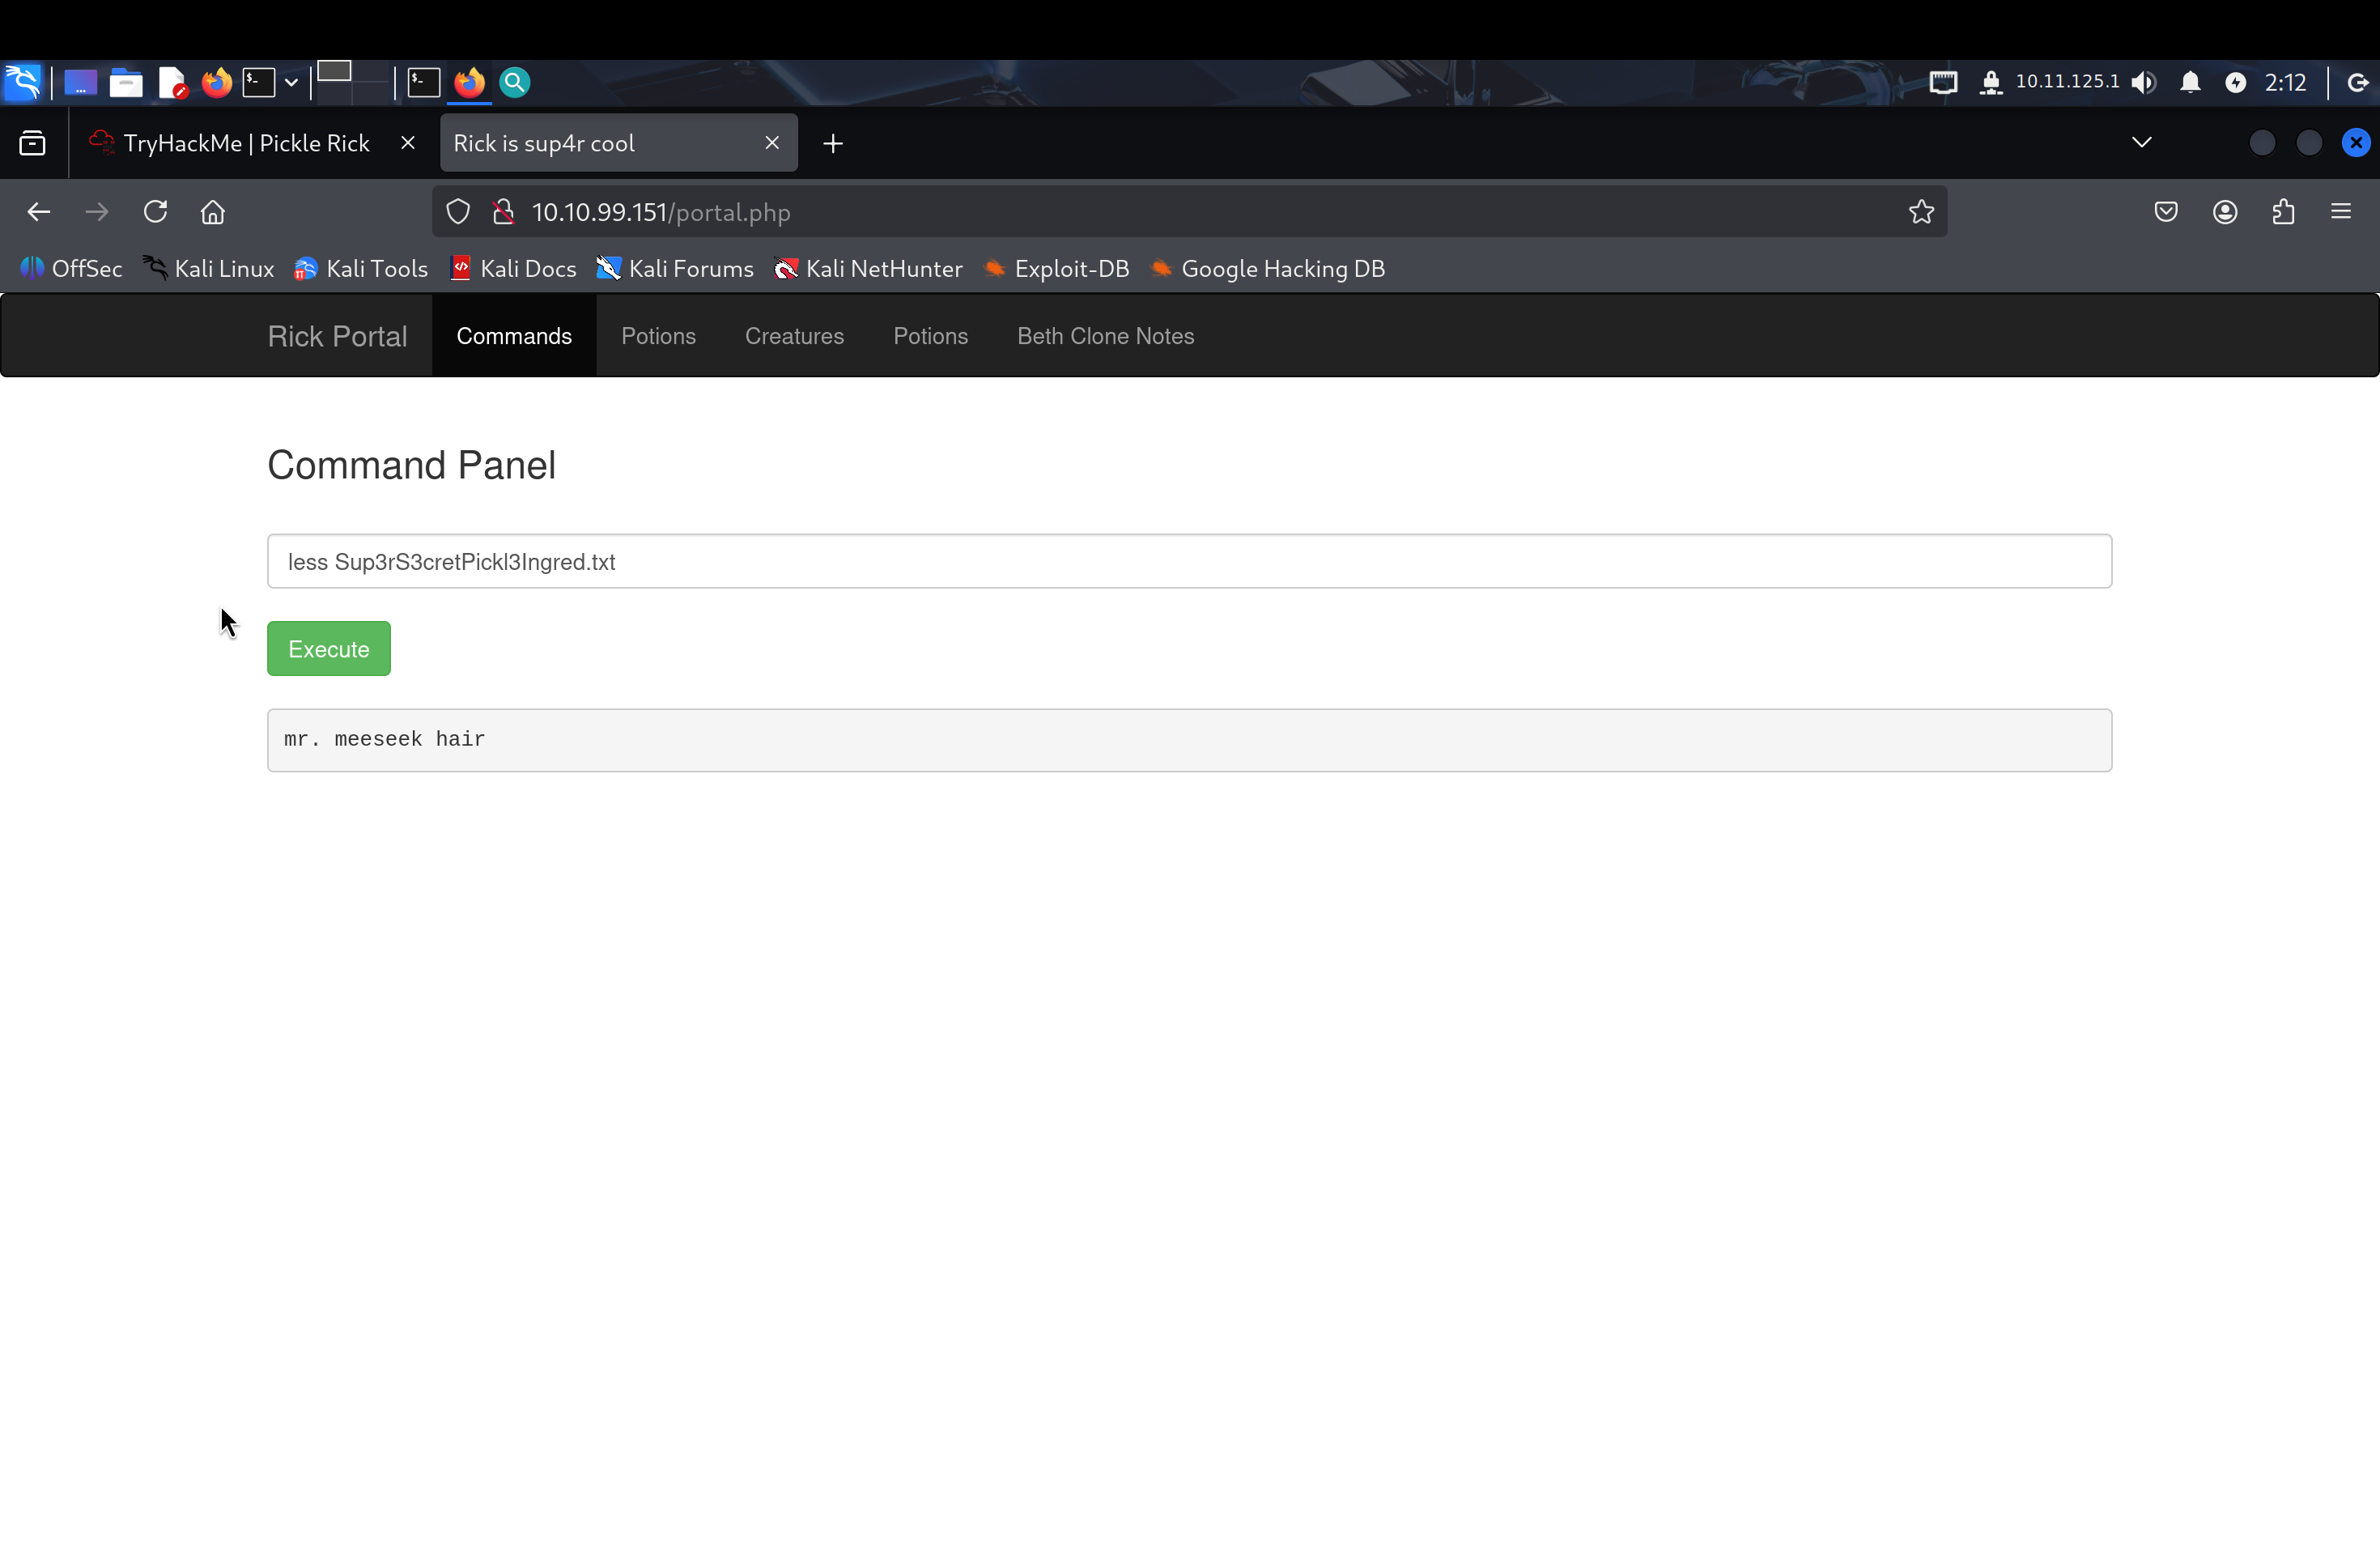 10.11.125.1 2:12
TryHackMe | Pickle Rick Rick is sup4r cool
10.10.99.151/portal.php
OffSec Kali Linux Kali Tools Kali Docs Kali Forums Kali NetHunter Exploit-DB Google Hacking DB
Rick Portal Commands Potions Creatures Potions Beth Clone Notes
Command Panel
less Sup3rS3cretPickl3Ingred.txt
Execute
mr. meeseek hair